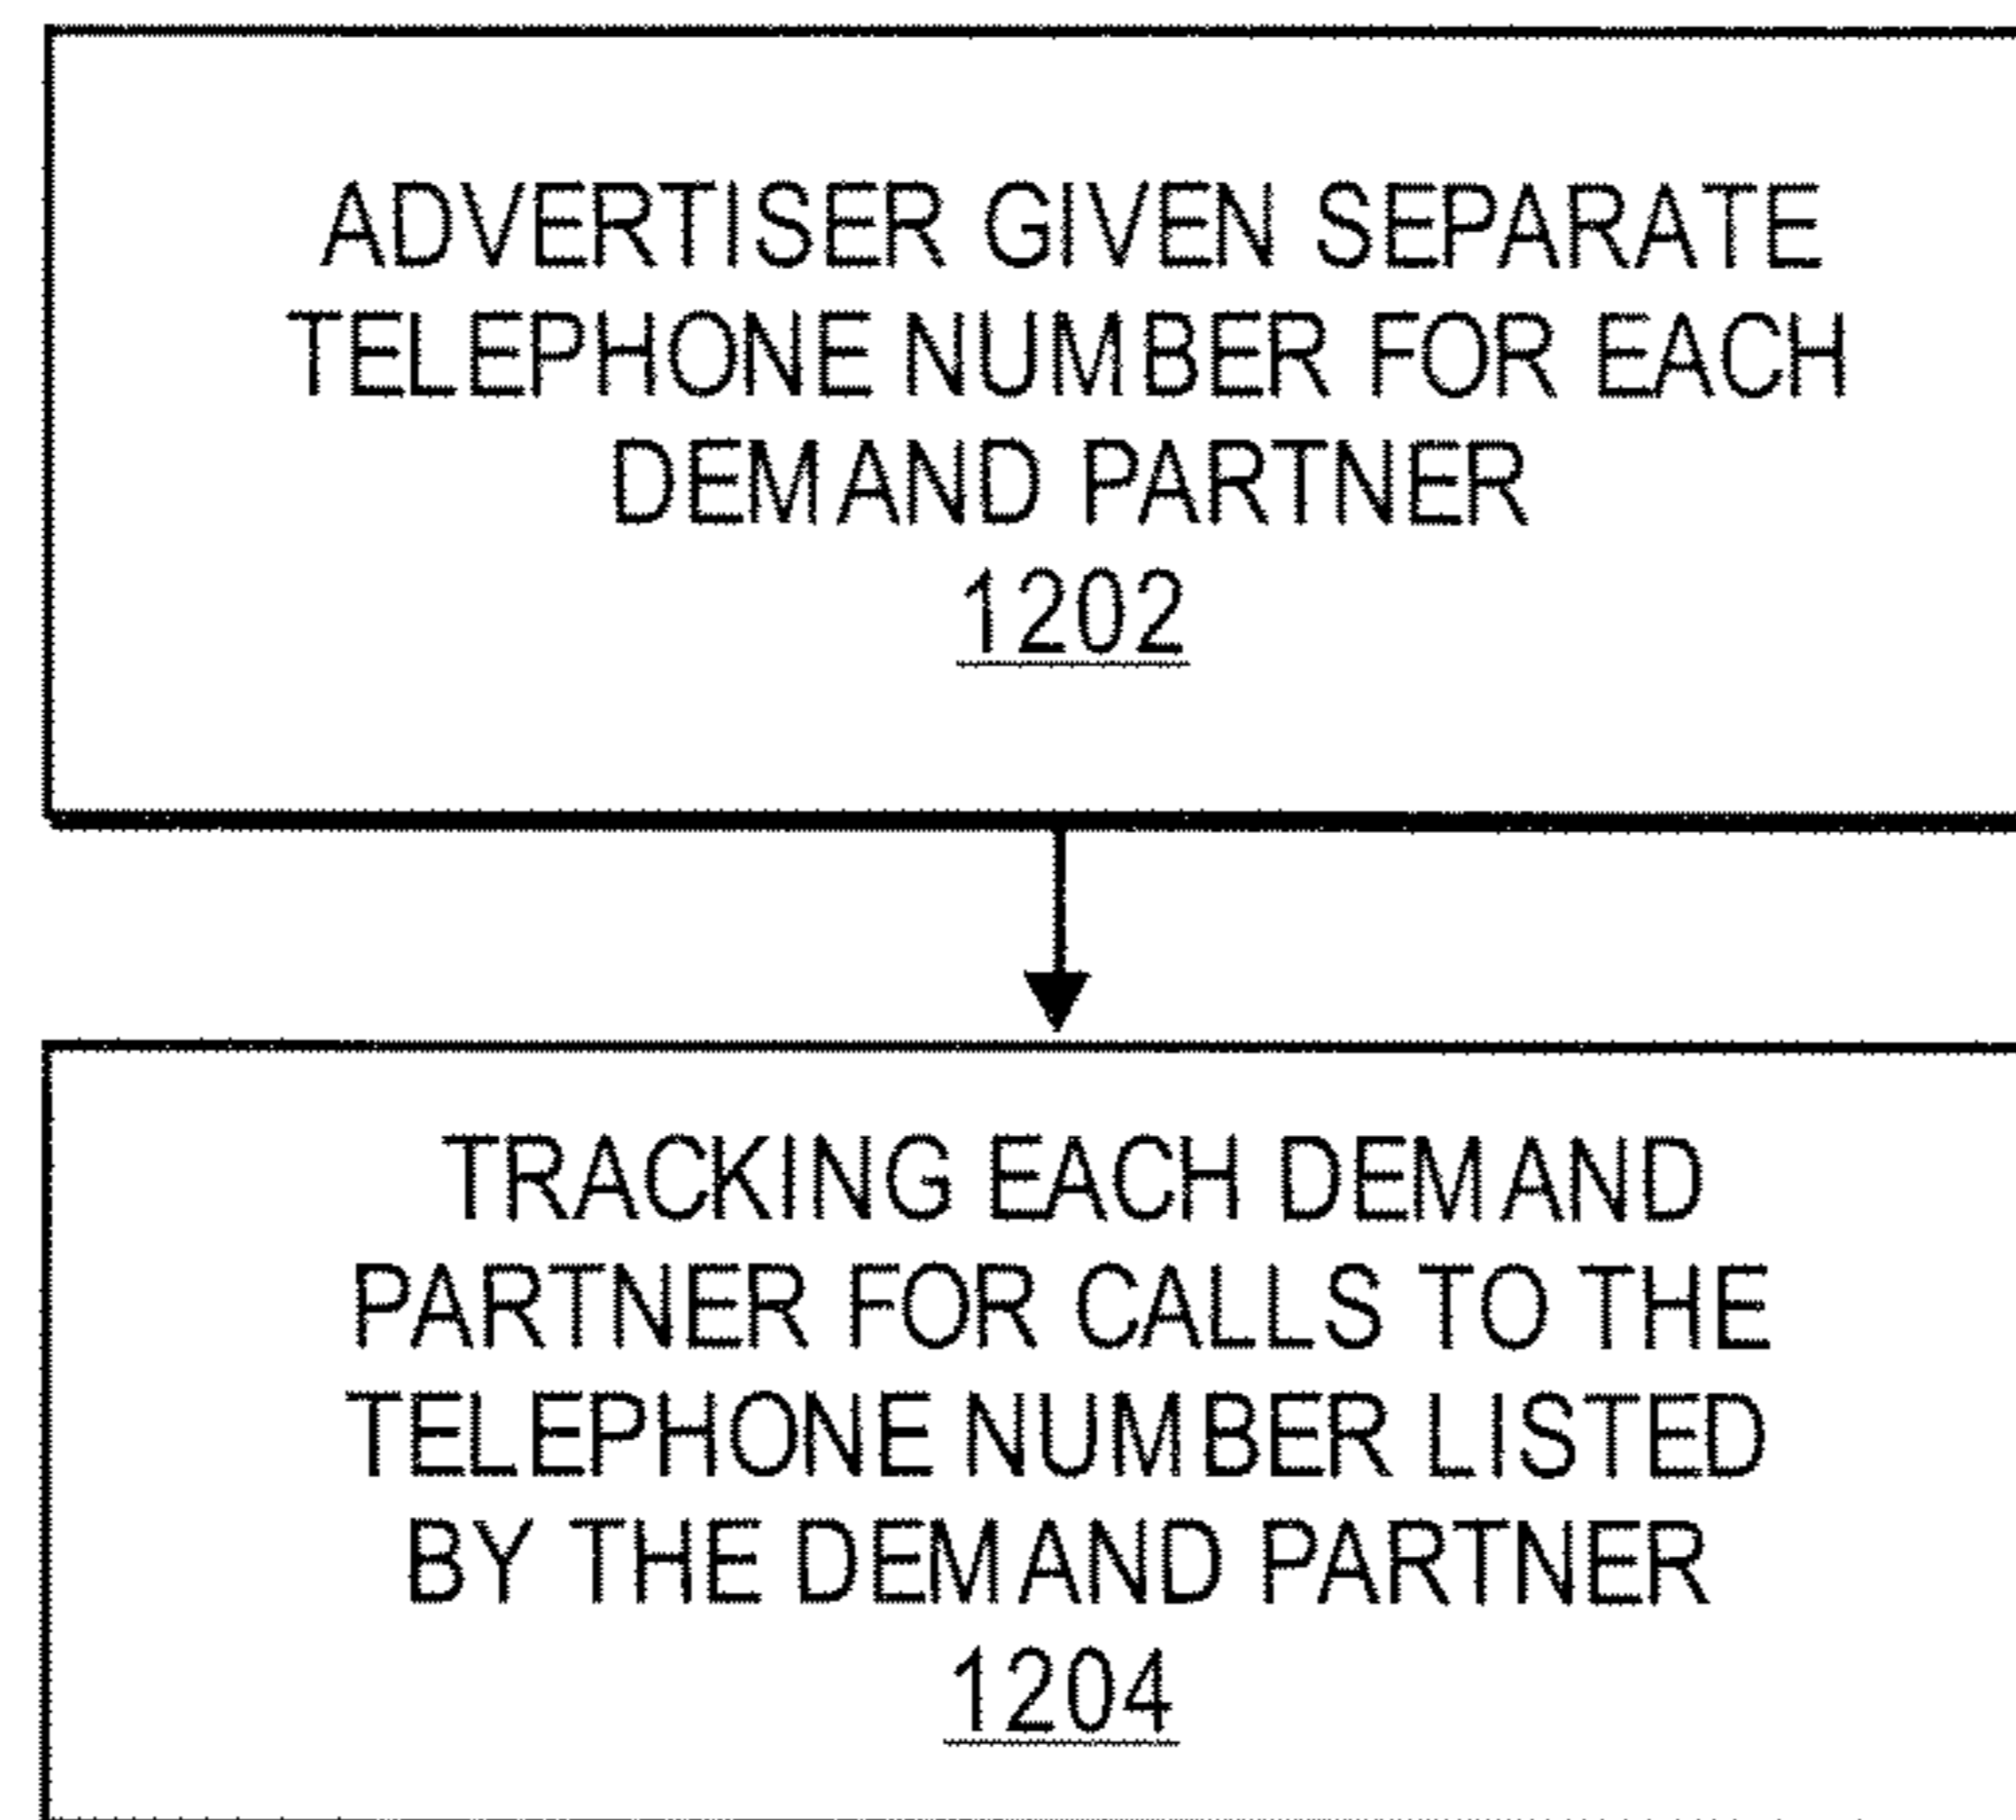 ADVERTISER GIVEN SEPARATE
TELEPHONE NUMBER FOR EACH
DEMAND PARTNER
1202
TRACKING EACH DEMAND
PARTNER FOR CALLS TO THE
TELEPHONE NUMBER LISTED
BY THE DEMAND PARTNER
1204